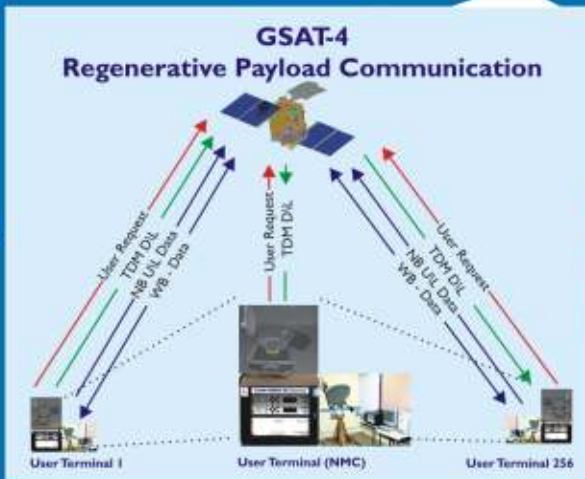 GSAT-4
Regenerative Payload Communication
User Request
TDM D/L
NB U/L Data
WB - Data
User Request
TDM D/L
User Request
TDM D/L
NB U/L Data
WB - Data
User Terminal 1
User Terminal (NMC)
User Terminal 256